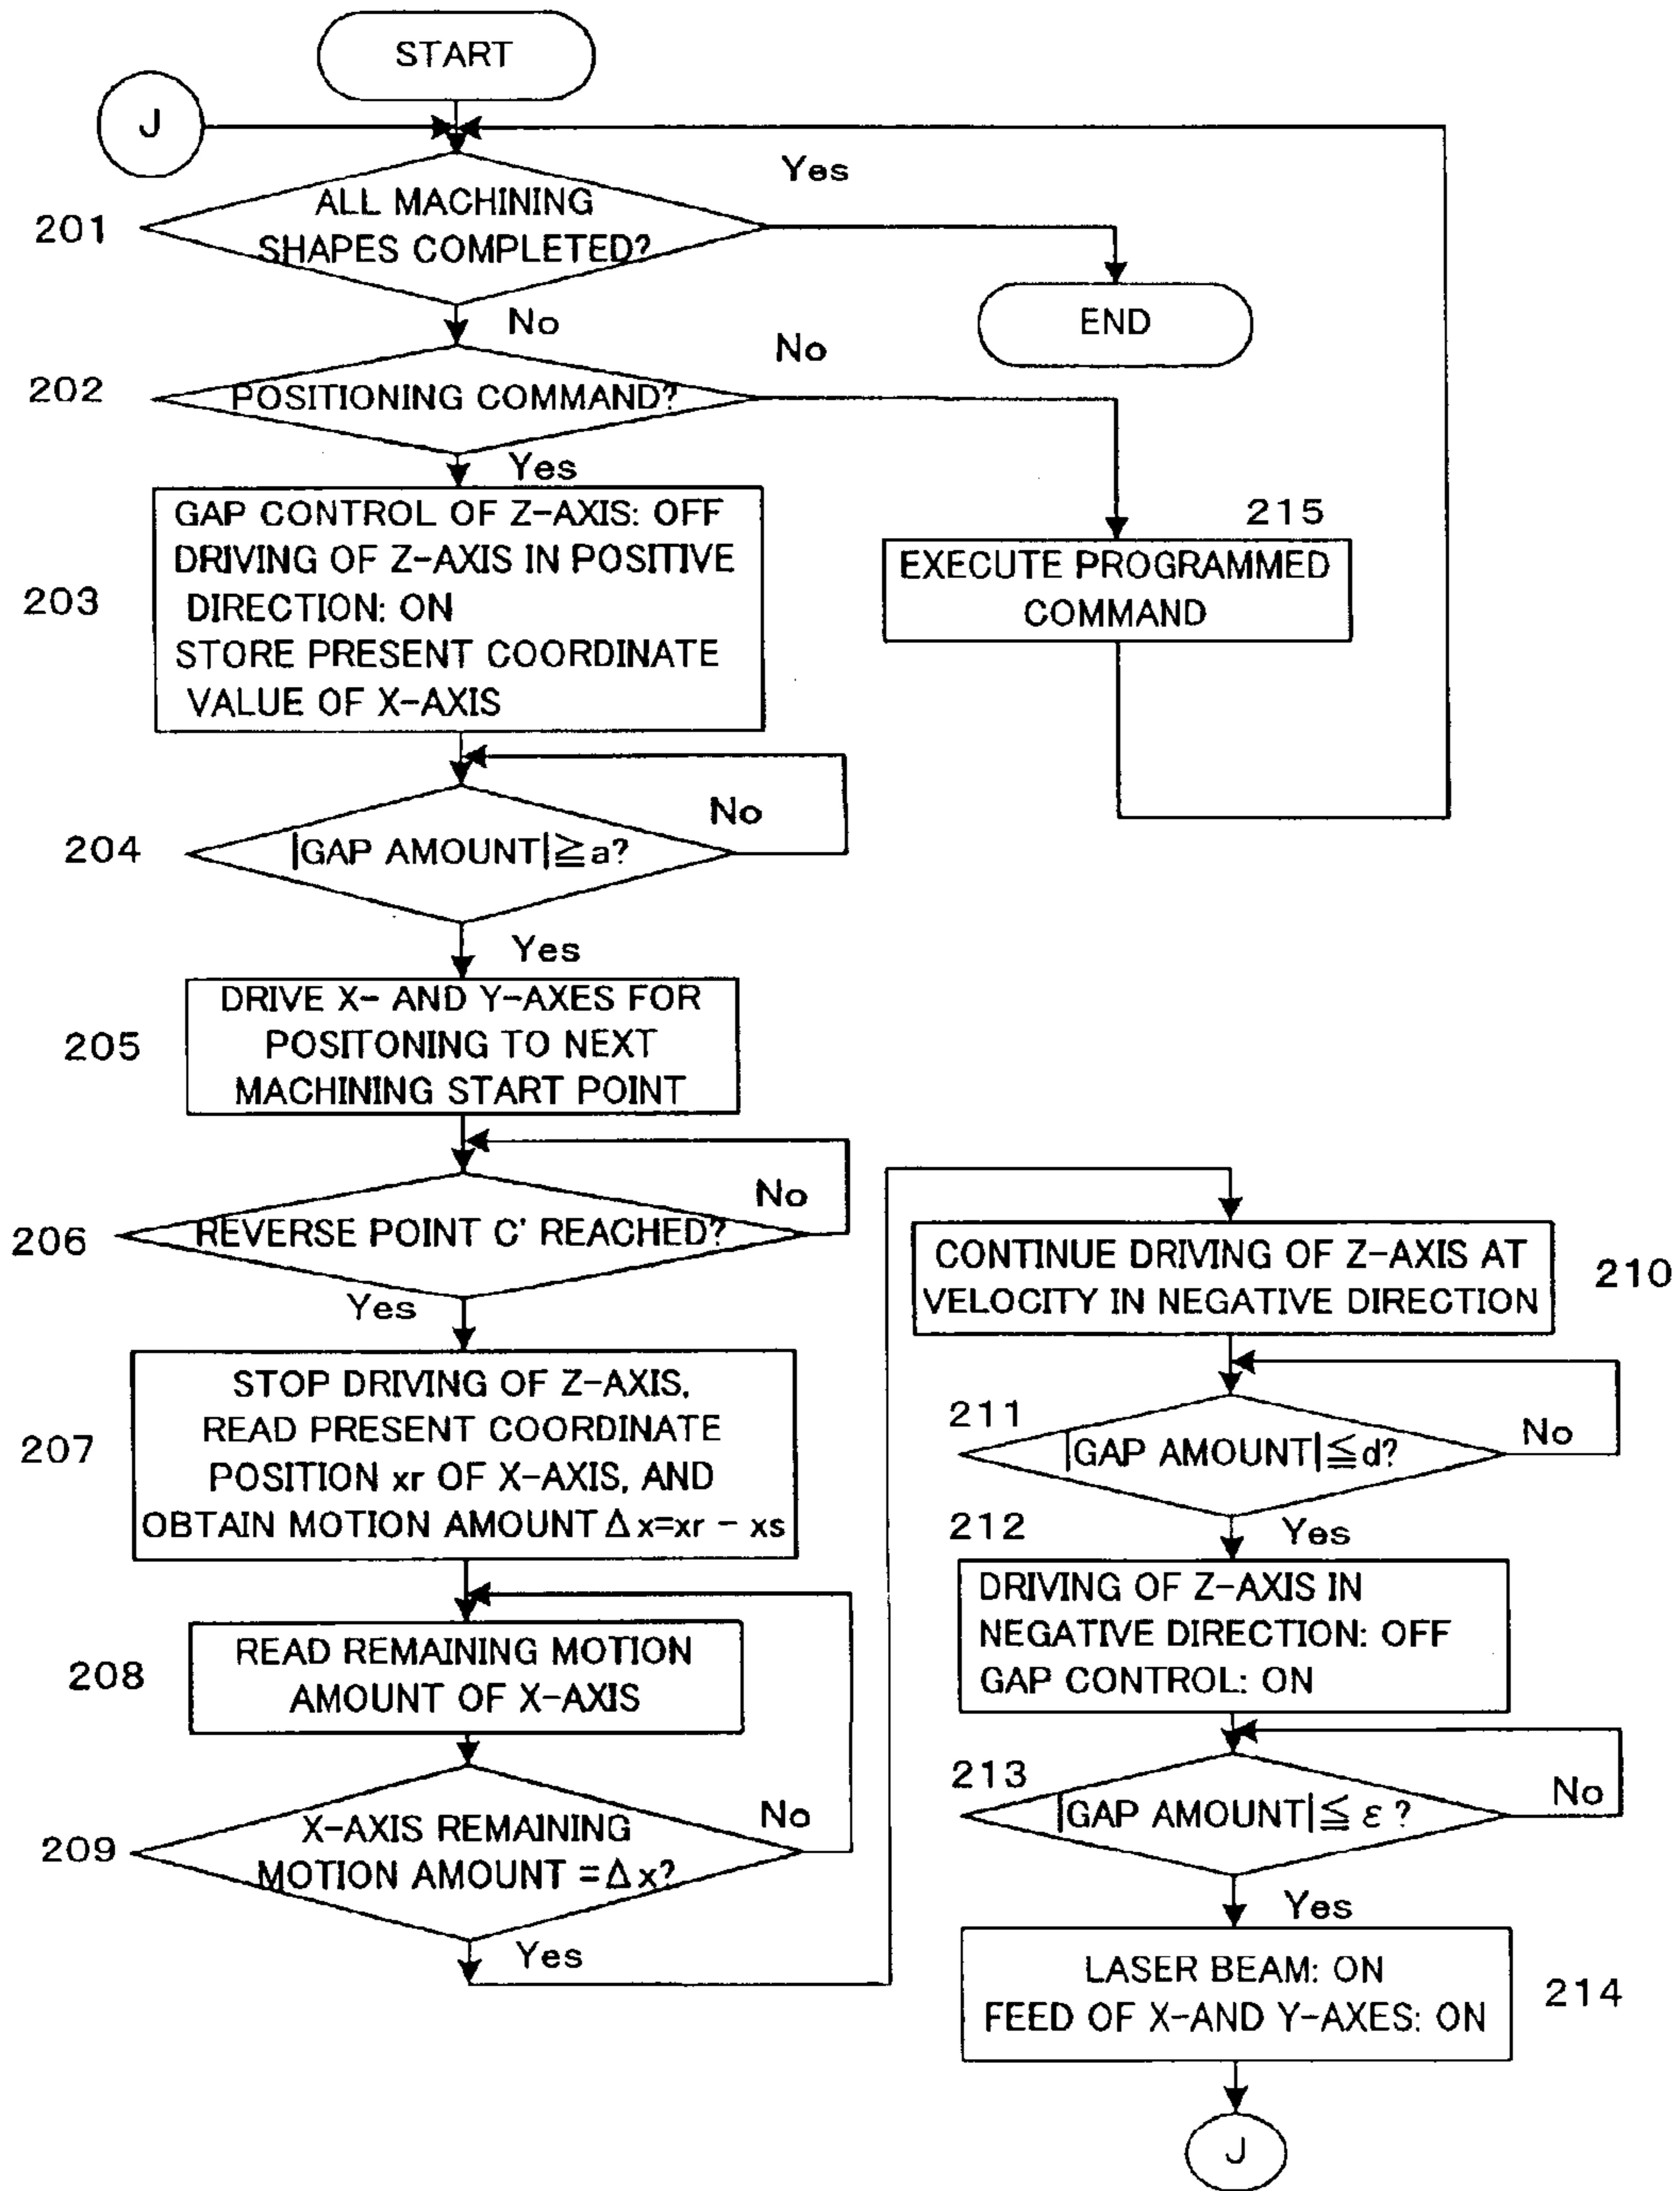 START
J
Yes
201
ALL MACHINING
SHAPES COMPLETED?
END
No
No
202
POSITIONING COMMAND?
Yes
203
GAP CONTROL OF Z-AXIS: OFF
DRIVING OF Z-AXIS IN POSITIVE
DIRECTION: ON
STORE PRESENT COORDINATE
VALUE OF X-AXIS
215
EXECUTE PROGRAMMED
COMMAND
No
204
|GAP AMOUNT|≧a?
Yes
205
DRIVE X- AND Y-AXES FOR
POSITONING TO NEXT
MACHINING START POINT
No
206
REVERSE POINT C' REACHED?
Yes
207
STOP DRIVING OF Z-AXIS,
READ PRESENT COORDINATE
POSITION xr OF X-AXIS, AND
OBTAIN MOTION AMOUNT Δx=xr - xs
208
READ REMAINING MOTION
AMOUNT OF X-AXIS
No
209
X-AXIS REMAINING
MOTION AMOUNT =Δx?
Yes
CONTINUE DRIVING OF Z-AXIS AT
VELOCITY IN NEGATIVE DIRECTION
210
211
No
|GAP AMOUNT|≦d?
212
Yes
DRIVING OF Z-AXIS IN
NEGATIVE DIRECTION: OFF
GAP CONTROL: ON
213
No
|GAP AMOUNT|≦ ε ?
Yes
LASER BEAM: ON
FEED OF X-AND Y-AXES: ON
214
J